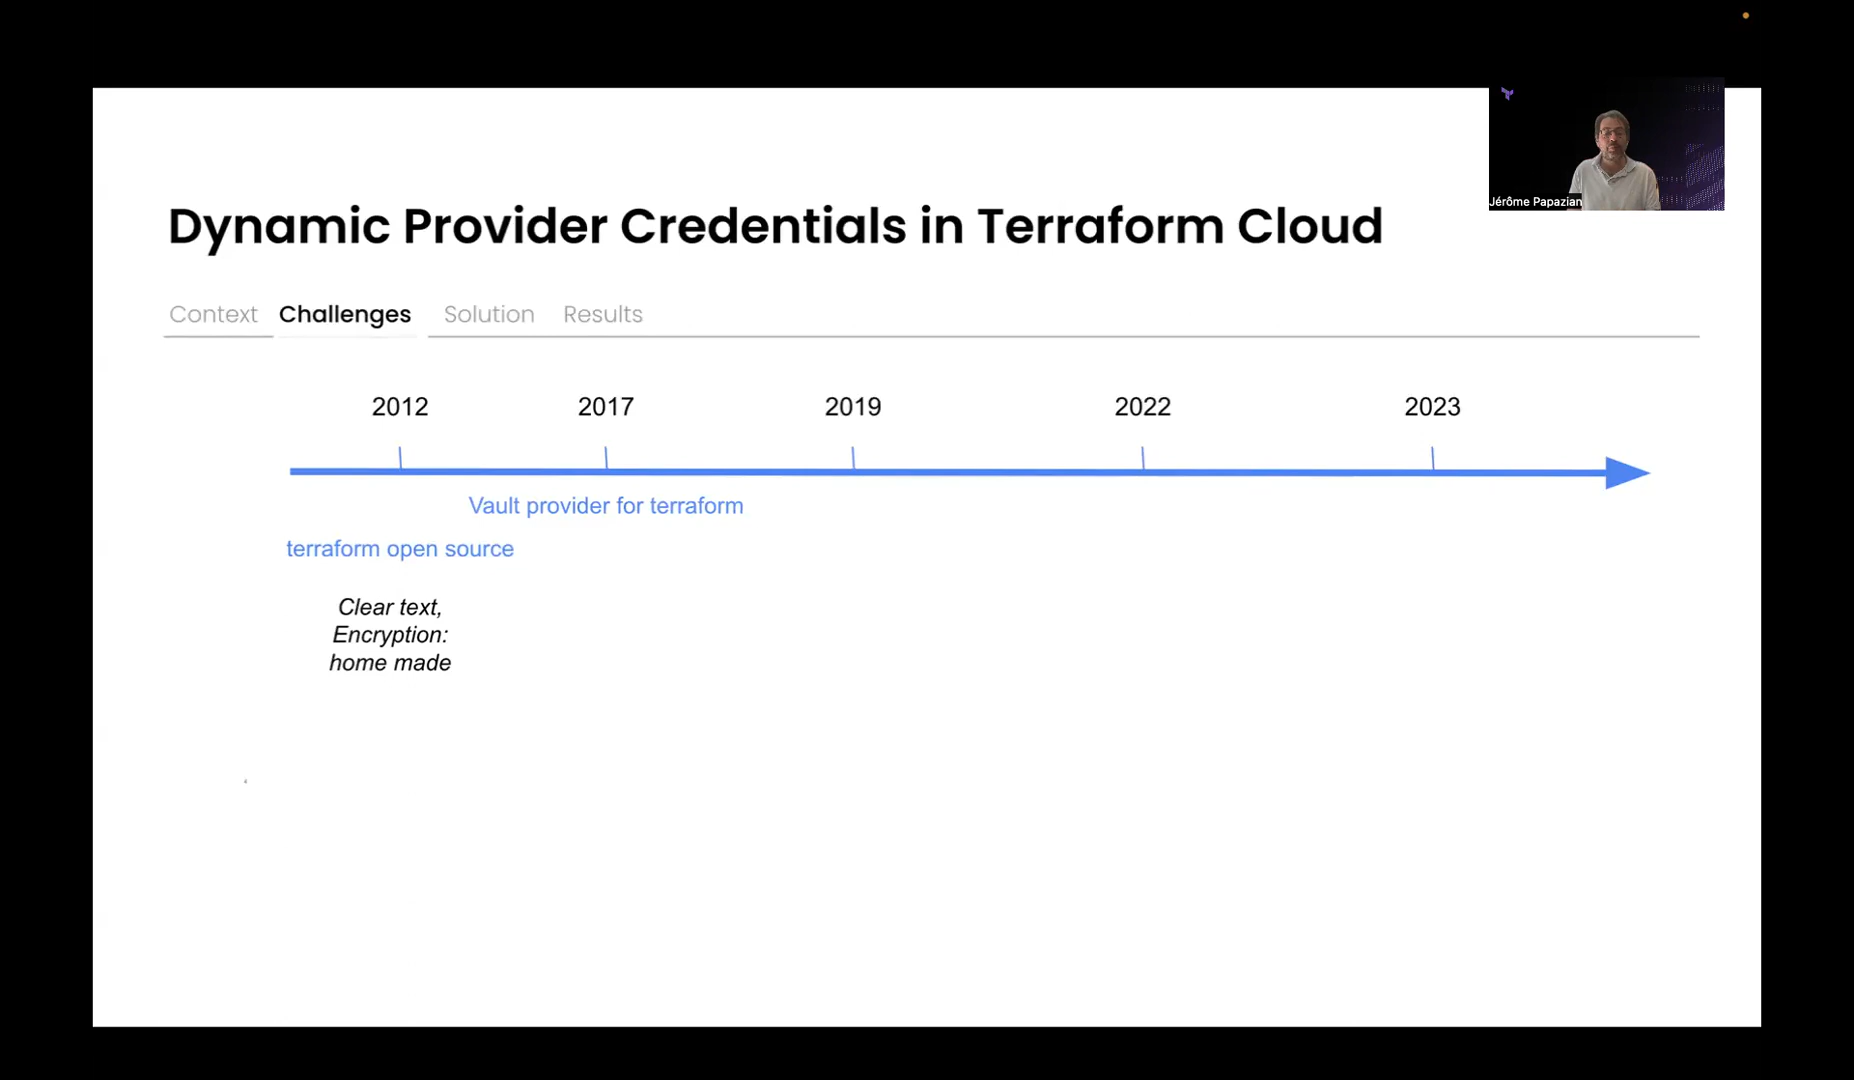 Jérôme Papazian
Dynamic Provider Credentials in Terraform Cloud
Context Challenges Solution Results
2012 2017 2019 2022 2023
Vault provider for terraform
terraform open source
Clear text,
Encryption:
home made